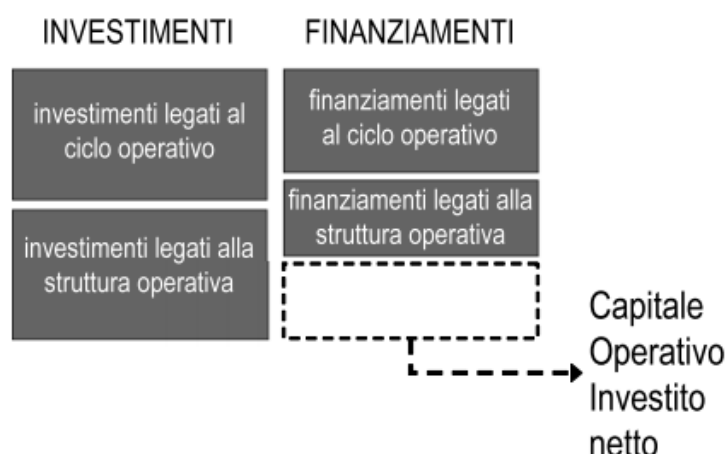 INVESTIMENTI
FINANZIAMENTI
investimenti legati al
ciclo operativo
finanziamenti legati
al ciclo operativo
investimenti legati alla
struttura operativa
finanziamenti legati alla
struttura operativa
Capitale
Operativo
Investito
netto